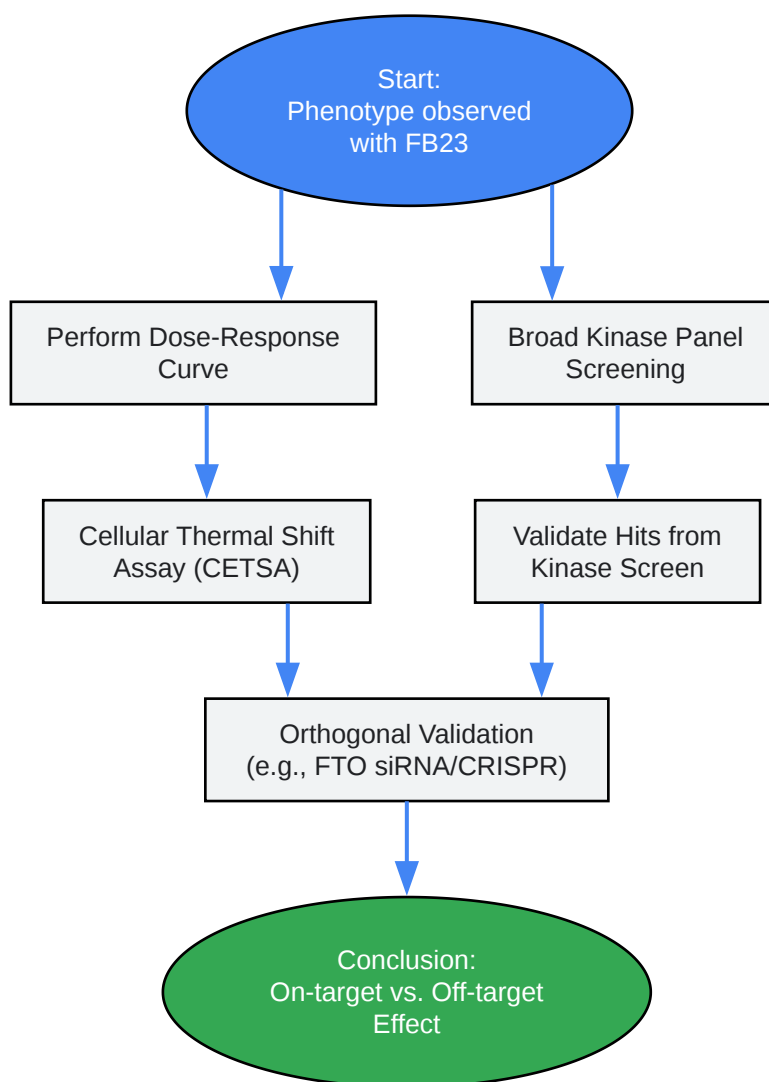 Start:
Phenotype observed
with FB23
Perform Dose-Response
Curve
Broad Kinase Panel
Screening
Cellular Thermal Shift
Assay (CETSA)
Validate Hits from
Kinase Screen
Orthogonal Validation
(e.g., FTO siRNA/CRISPR)
Conclusion:
On-target vs. Off-target
Effect